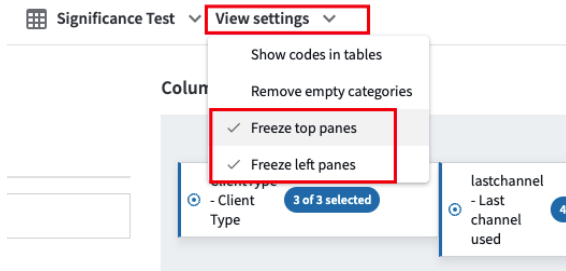 Significance Test
View settings
Show codes in tables
Colum
Remove empty categories
Freeze top panes
Freeze left panes
ClientType
- Client
Type
3 of 3 selected
lastchannel
- Last
channel
used
4